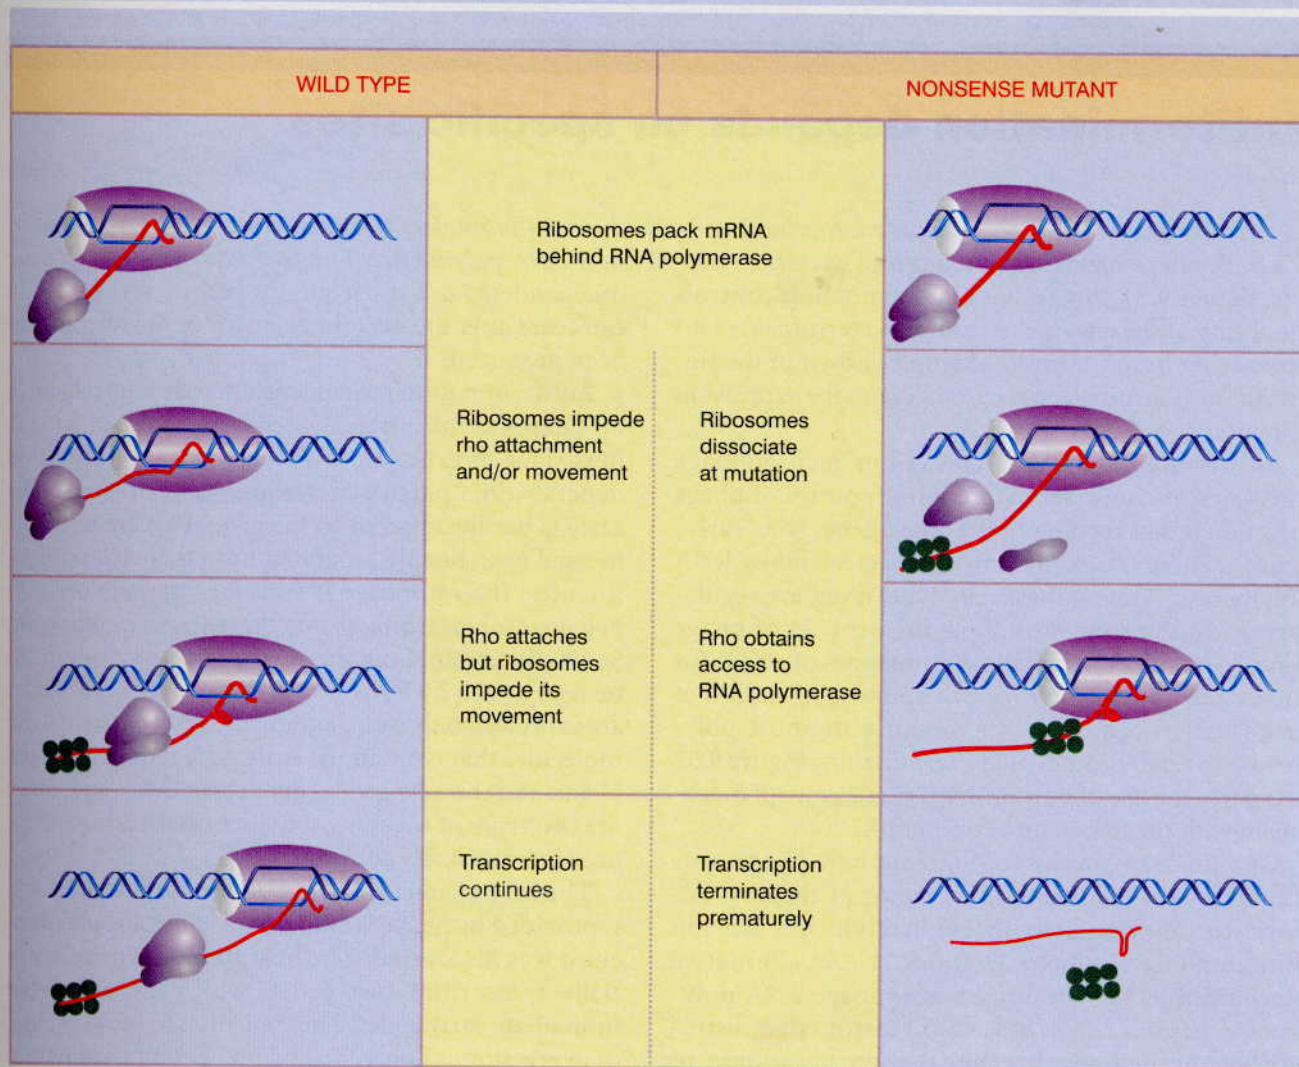 WILD TYPE
NONSENSE MUTANT
Ribosomes pack mRNA
behind RNA polymerase
Ribosomes impede
rho attachment
and/or movement
Ribosomes
dissociate
at mutation
Rho attaches
but ribosomes
impede its
movement
Rho obtains
access to
RNA polymerase
Transcription
continues
Transcription
terminates
prematurely